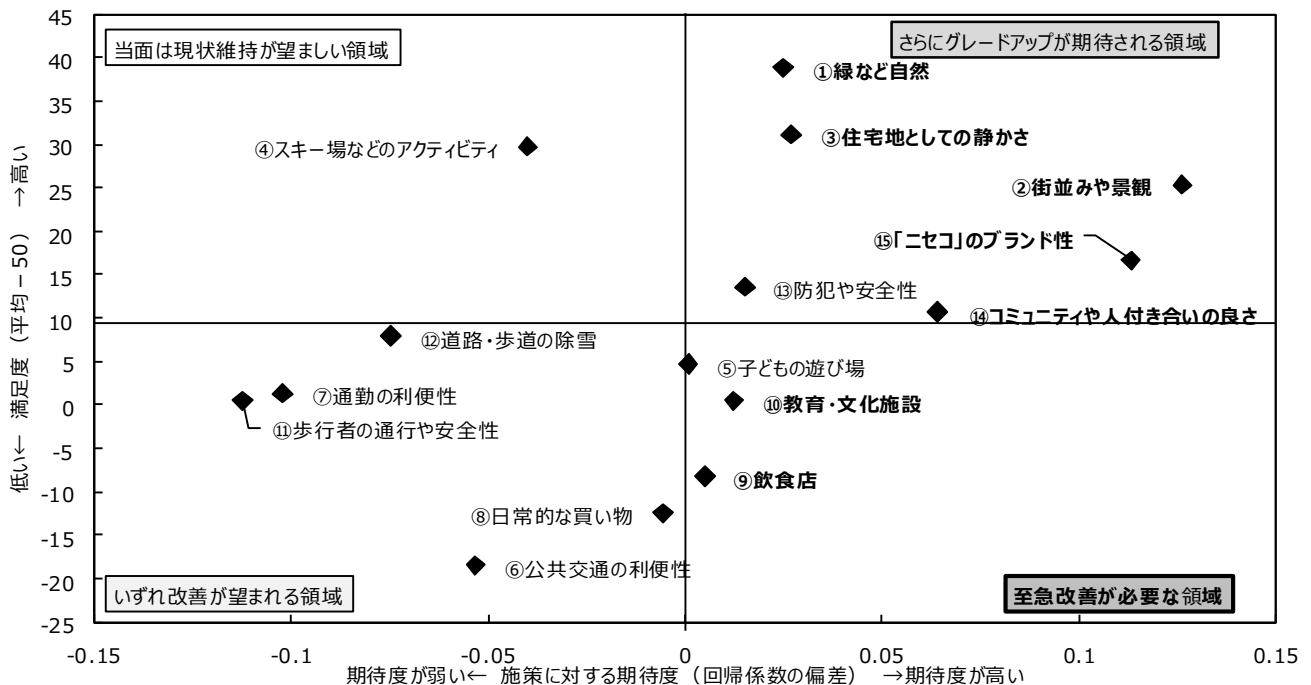 45
40
35
30
25
20
15
10
5
0
-5
-10
-15
-20
-25
低い← 満足度（平均－50） →高い
当面は現状維持が望ましい領域
さらにグレードアップが期待される領域
①緑など自然
③住宅地としての静かさ
④スキー場などのアクティビティ
②街並みや景観
⑮「ニセコ」のブランド性
⑬防犯や安全性
⑭コミュニティや人付き合いの良さ
⑫道路・歩道の除雪
⑤子どもの遊び場
⑦通勤の利便性
⑩教育・文化施設
⑪歩行者の通行や安全性
⑨飲食店
⑧日常的な買い物
⑥公共交通の利便性
いずれ改善が望まれる領域
至急改善が必要な領域
-0.15 -0.1 -0.05 0 0.05 0.1 0.15
期待度が弱い← 施策に対する期待度（回帰係数の偏差） →期待度が高い